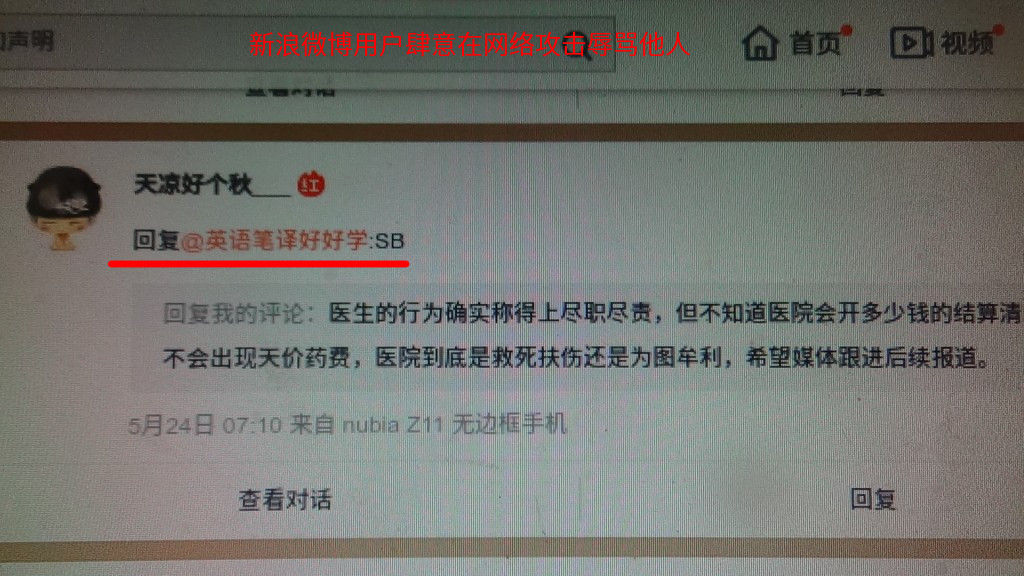 声明
新浪微博用户肆意在网络攻击辱骂他人
首页
视频
查看对话
回复
天凉好个秋___
红
回复@英语笔译好好学:SB
回复我的评论：医生的行为确实称得上尽职尽责，但不知道医院会开多少钱的结算清
不会出现天价药费，医院到底是救死扶伤还是为图牟利，希望媒体跟进后续报道。
5月24日 07:10 来自 nubia Z11 无边框手机
查看对话
回复